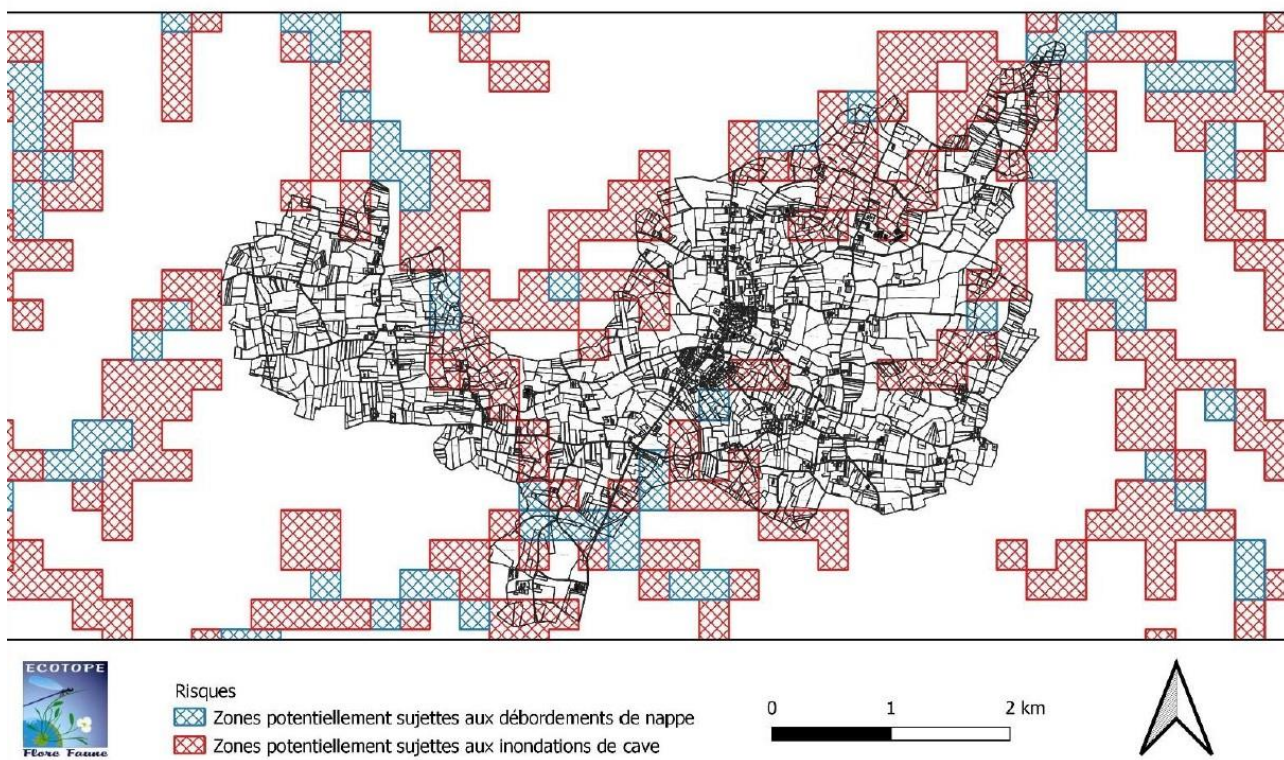 ECOTOPE
Flore Faune
Risques
Zones potentiellement sujettes aux débordements de nappe
Zones potentiellement sujettes aux inondations de cave
0 1 2 km